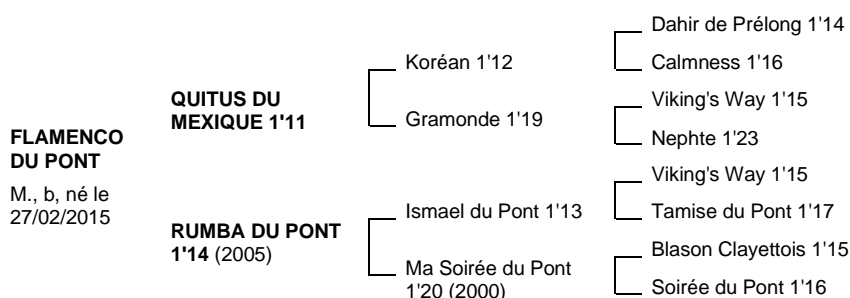 FLAMENCO
DU PONT
M., b, né le
27/02/2015
QUITUS DU
MEXIQUE 1'11
RUMBA DU PONT
1'14 (2005)
Koréan 1'12
Gramonde 1'19
Ismael du Pont 1'13
Ma Soirée du Pont
1'20 (2000)
Dahir de Prélong 1'14
Calmness 1'16
Viking's Way 1'15
Nephte 1'23
Viking's Way 1'15
Tamise du Pont 1'17
Blason Clayettois 1'15
Soirée du Pont 1'16